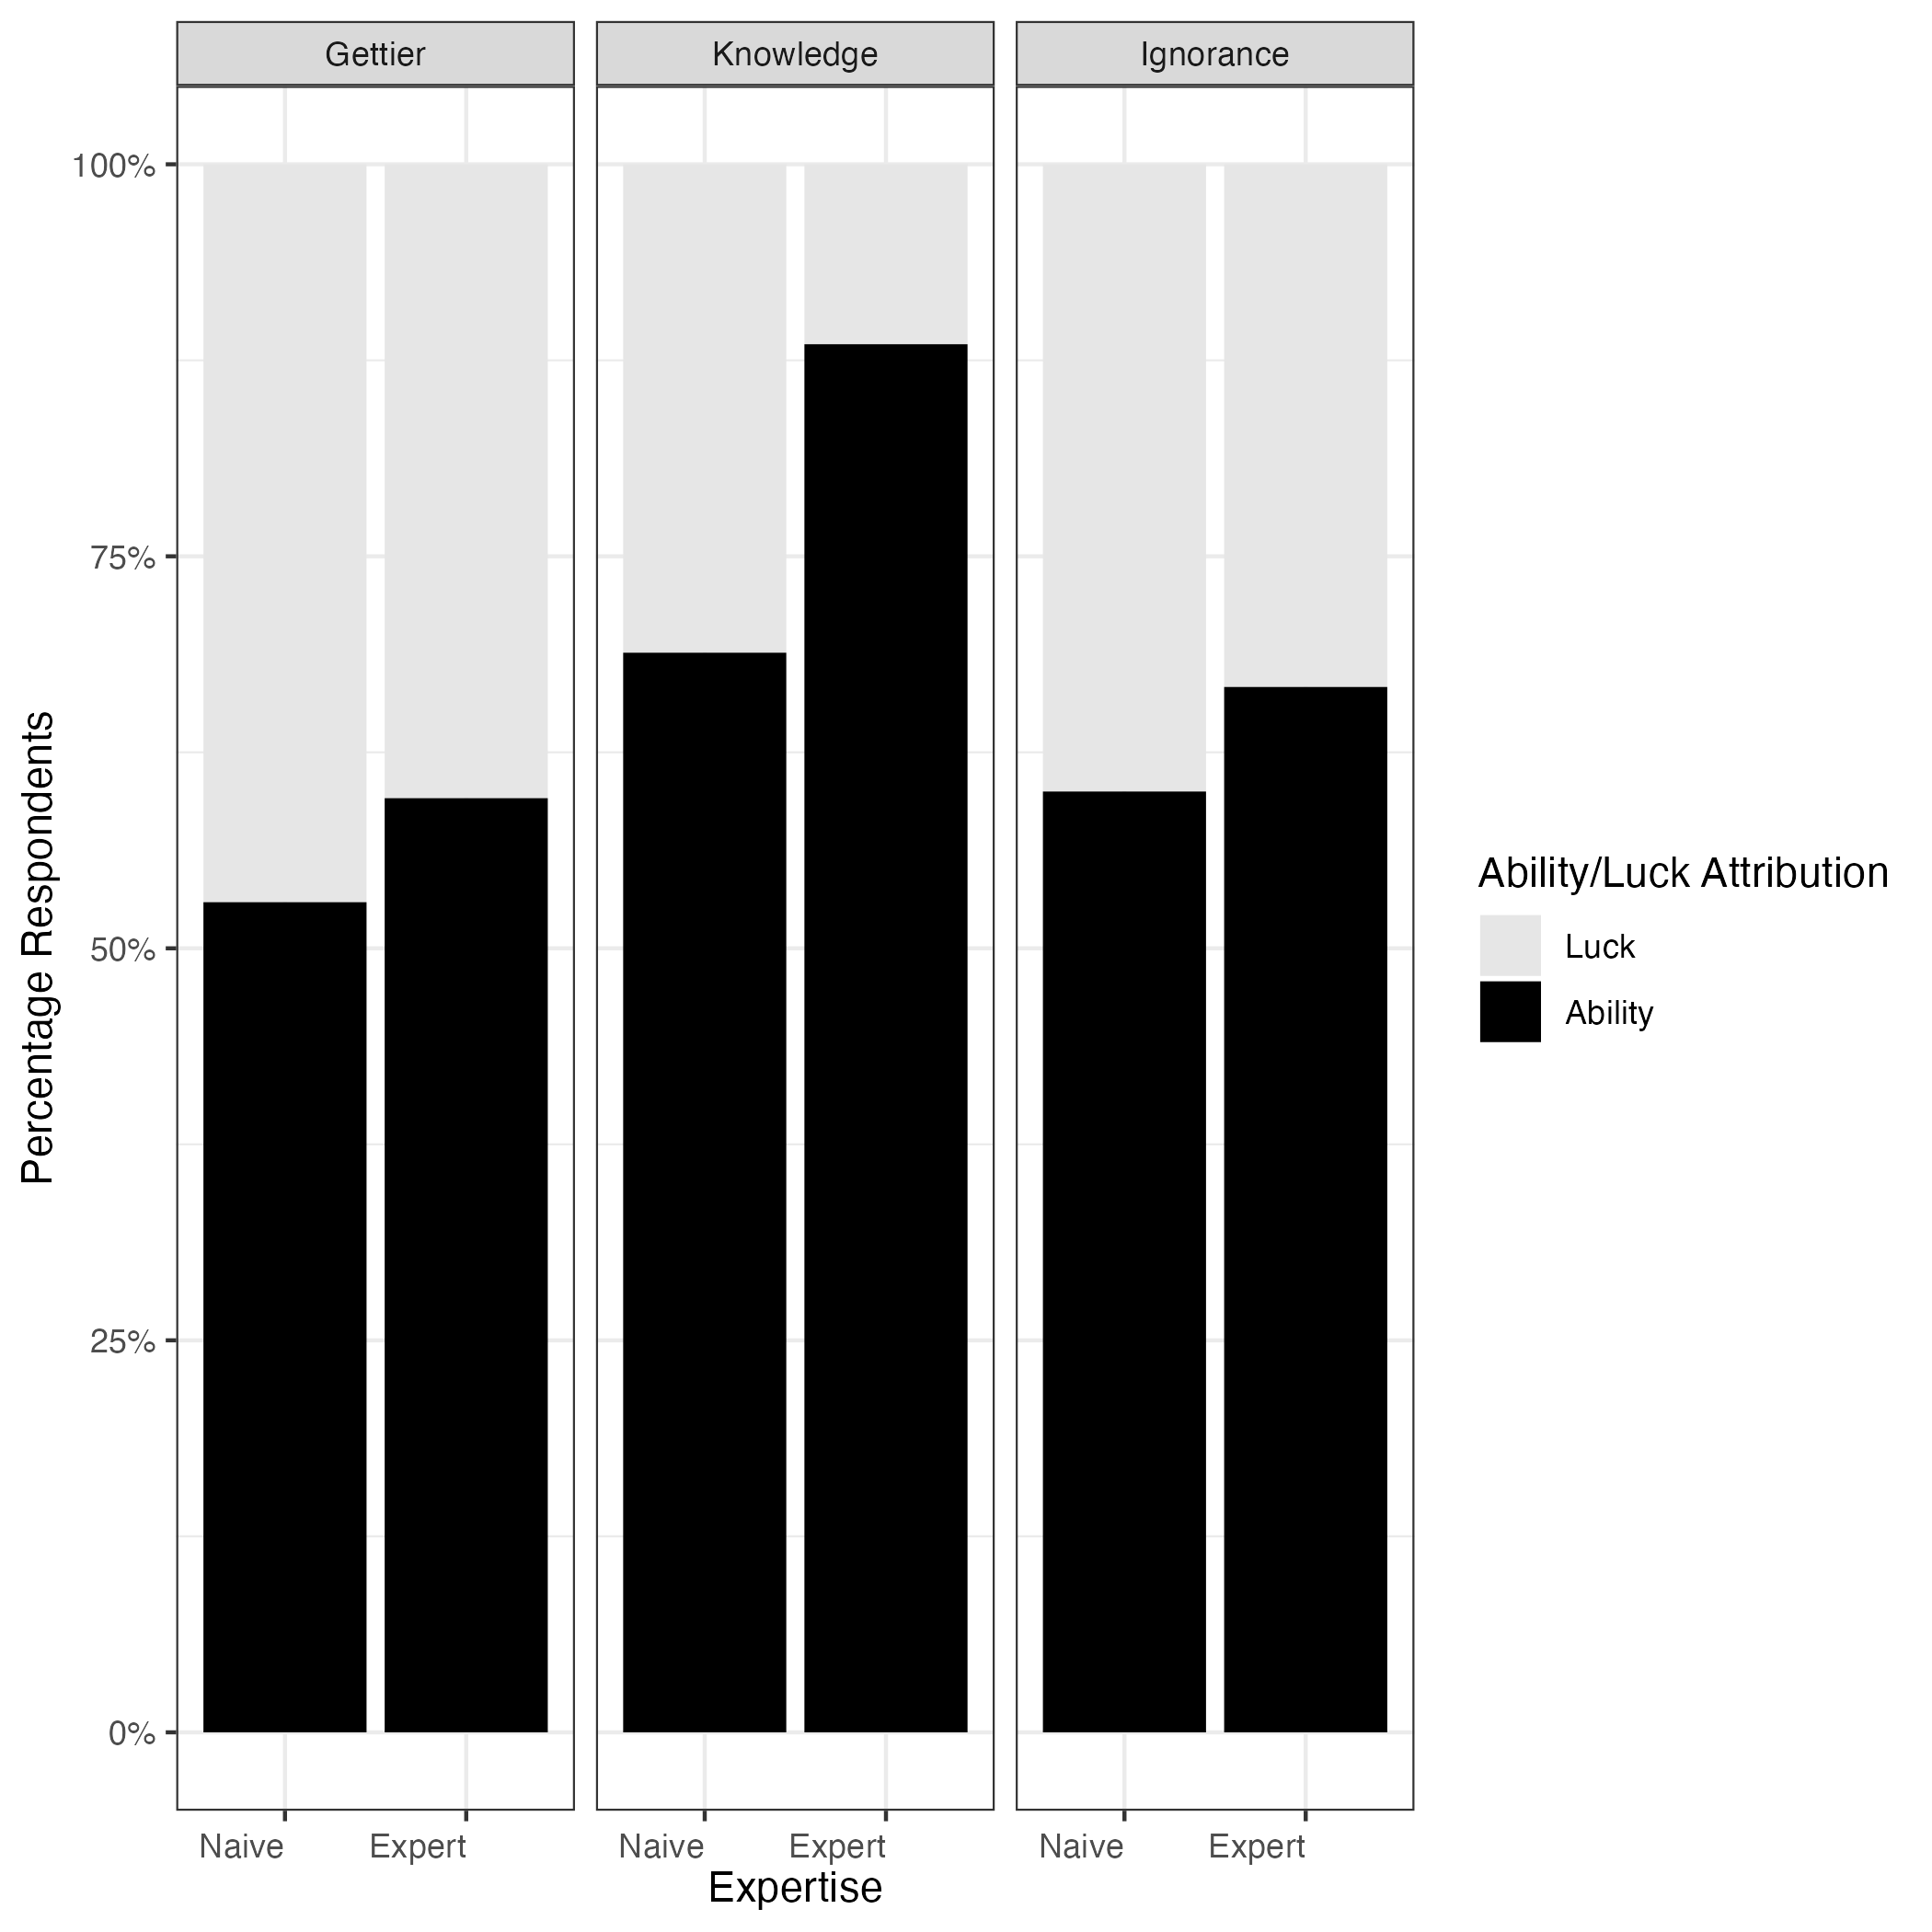 Gettier
Knowledge
Ignorance
100%
75%
50%
25%
0%
Percentage Respondents
Naive
Expert
Naive
Expert
Naive
Expert
Expertise
Ability/Luck Attribution
Luck
Ability